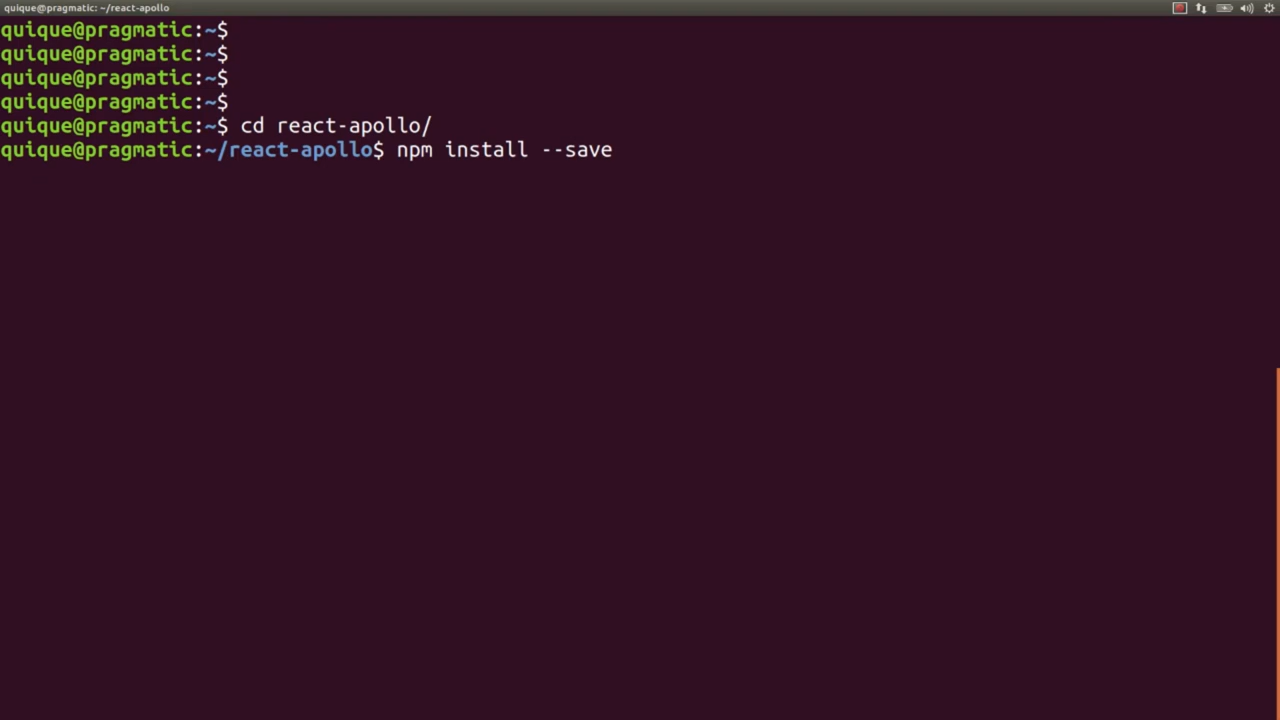 quique@pragmatic: ~/react-apollo
quique@pragmatic:~$
quique@pragmatic:~$
quique@pragmatic:~$
quique@pragmatic:~$
quique@pragmatic:~$ cd react-apollo/
quique@pragmatic:~/react-apollo$ npm install --save